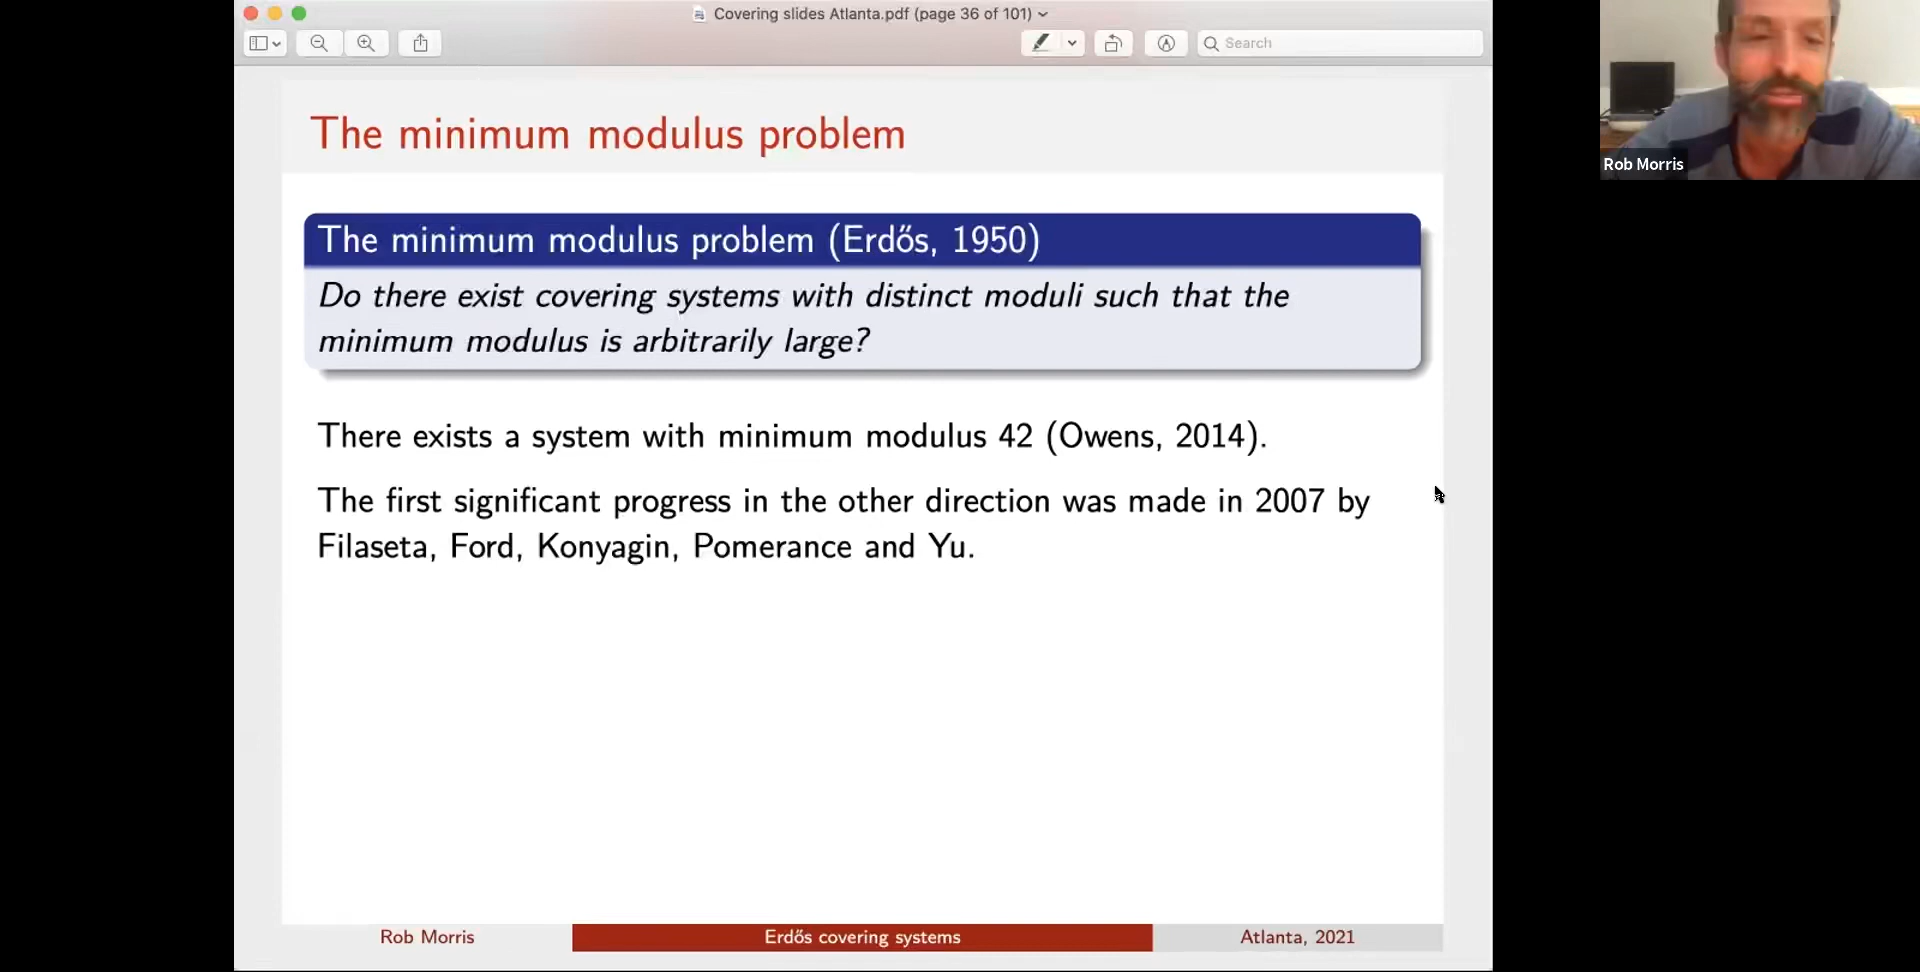 Covering slides Atlanta.pdf (page 36 of 101)
Search
The minimum modulus problem
The minimum modulus problem (Erdős, 1950)
Do there exist covering systems with distinct moduli such that the
minimum modulus is arbitrarily large?
There exists a system with minimum modulus 42 (Owens, 2014).
The first significant progress in the other direction was made in 2007 by
Filaseta, Ford, Konyagin, Pomerance and Yu.
Rob Morris
Erdős covering systems
Atlanta, 2021
Rob Morris